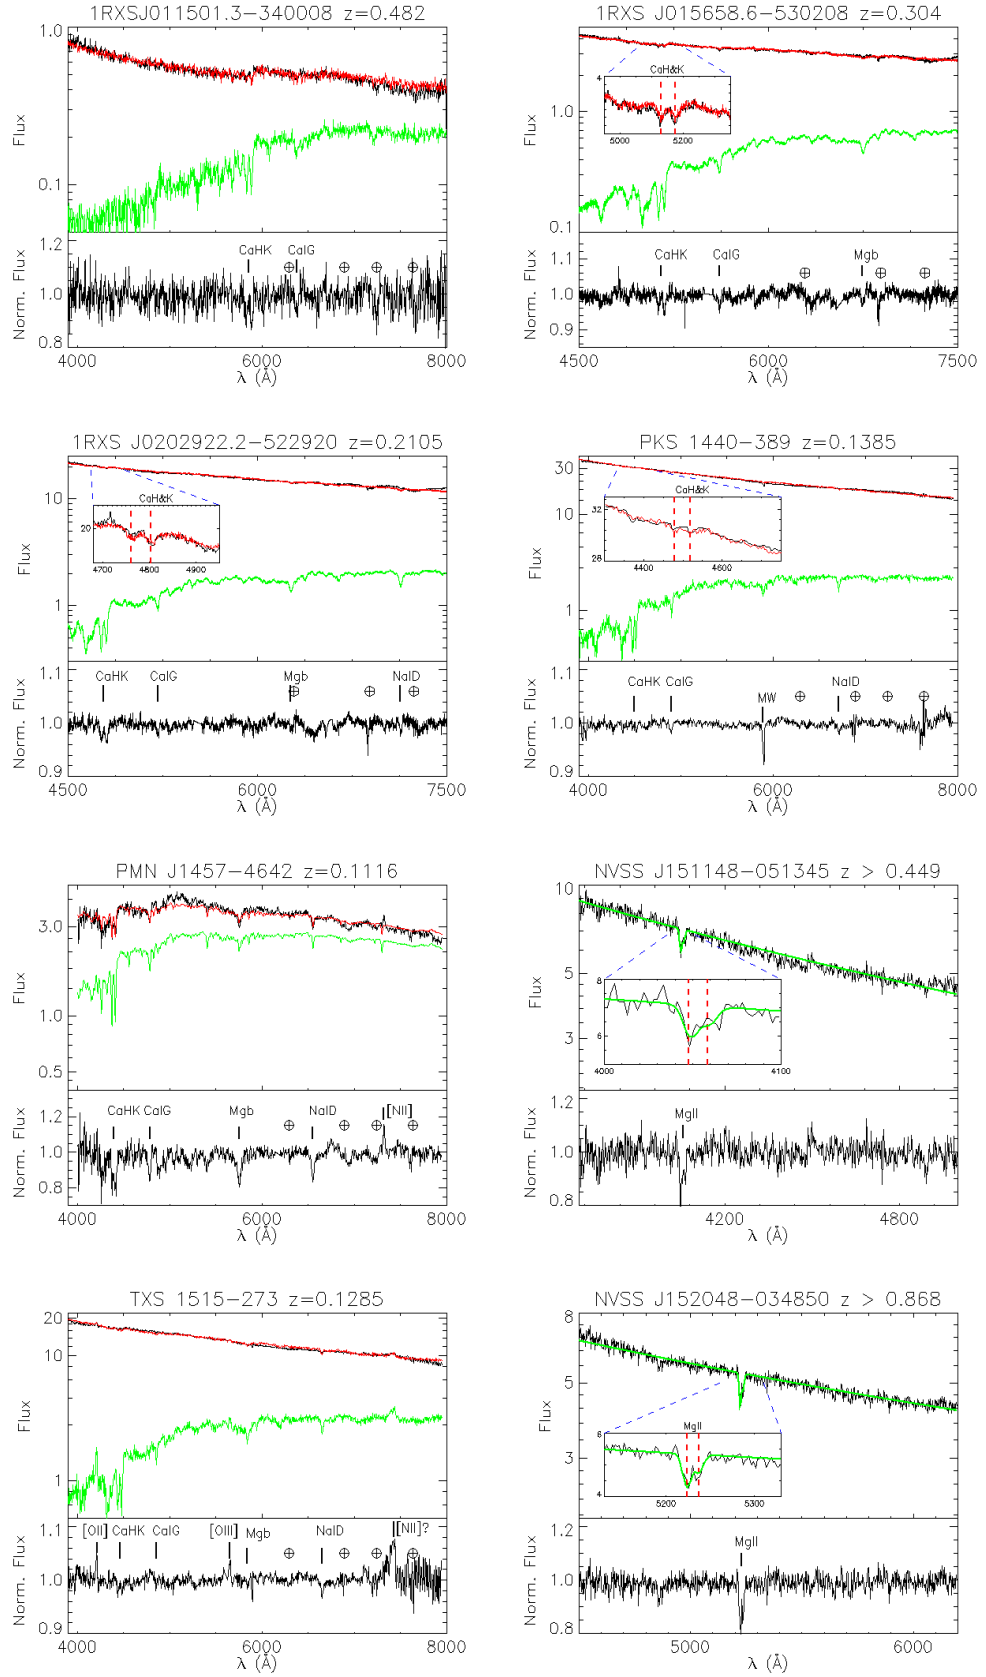 1RXSJ011501.3−340008 z=0.482
1.0
0.1
Flux
CaHK
CaIG
1.2
1.0
0.8
Norm. Flux
4000
6000
8000
λ (Å)
1RXS J015658.6−530208 z=0.304
1.0
0.1
Flux
CaH&K
4
5000
5200
CaHK
CaIG
Mgb
1.1
1.0
0.9
Norm. Flux
4500
6000
7500
λ (Å)
1RXS J0202922.2−522920 z=0.2105
10
1
Flux
CaH&K
20
4700
4800
4900
CaHK
CaIG
Mgb
NaID
1.1
1.0
0.9
Norm. Flux
4500
6000
7500
λ (Å)
PKS 1440−389 z=0.1385
30
10
1
Flux
CaH&K
32
30
28
4400
4600
CaHK
CaIG
MW
NaID
1.1
1.0
0.9
Norm. Flux
4000
6000
8000
λ (Å)
PMN J1457−4642 z=0.1116
3.0
1.0
0.5
Flux
CaHK
CaIG
Mgb
NaID
[NII]
1.2
1.0
0.8
Norm. Flux
4000
6000
8000
λ (Å)
NVSS J151148−051345 z > 0.449
10
5
3
Flux
8
6
4
4000
4100
MgII
1.2
1.0
0.8
Norm. Flux
4200
4800
λ (Å)
TXS 1515−273 z=0.1285
20
10
1
Flux
[OII]
CaHK
CaIG
[OIII]
Mgb
NaID
[NII]?
1.1
1.0
0.9
Norm. Flux
4000
6000
8000
λ (Å)
NVSS J152048−034850 z > 0.868
8
5
3
Flux
MgII
6
4
5200
5300
MgII
1.2
1.0
0.8
Norm. Flux
5000
6000
λ (Å)